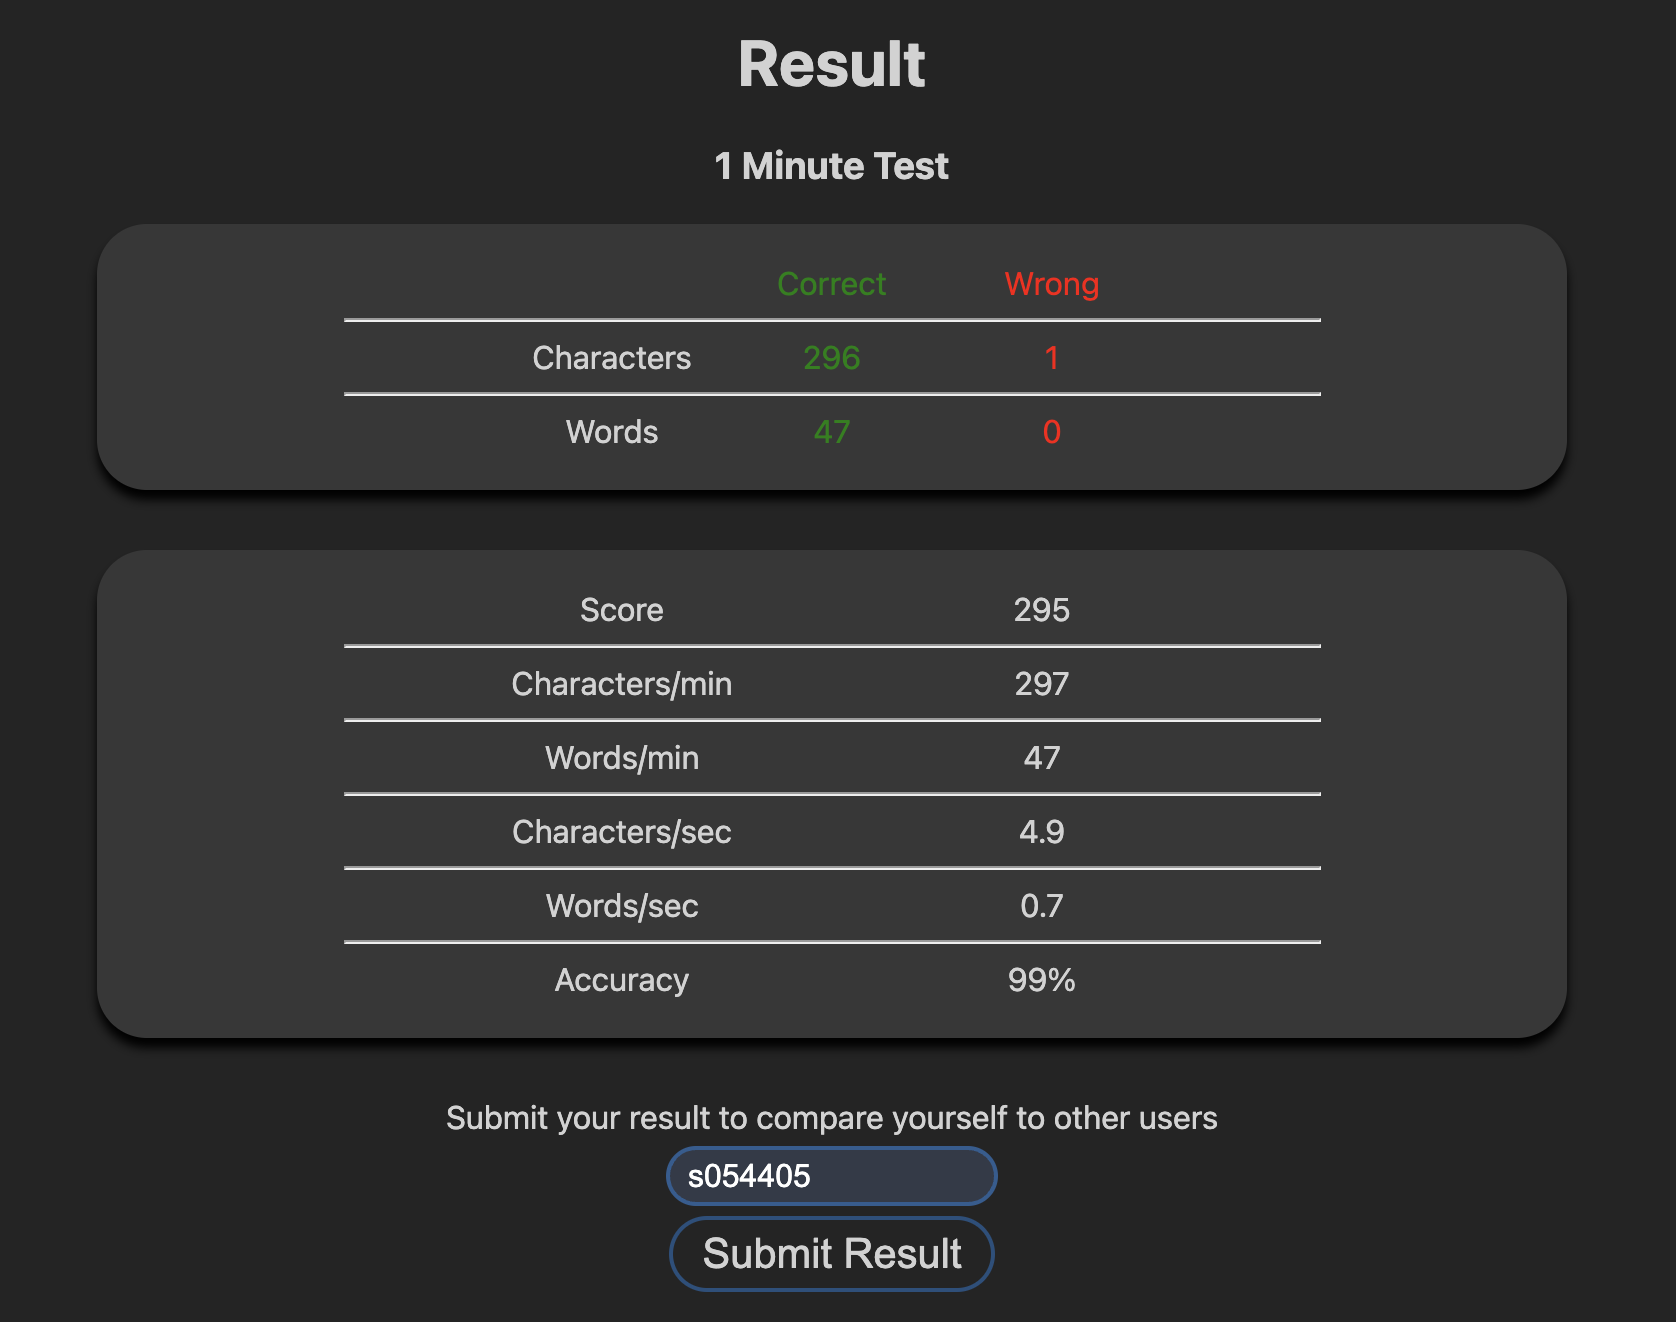 Result
1 Minute Test
Correct Wrong
Characters 296 1
Words 47 0
Score 295
Characters/min 297
Words/min 47
Characters/sec 4.9
Words/sec 0.7
Accuracy 99%
Submit your result to compare yourself to other users
s054405
Submit Result